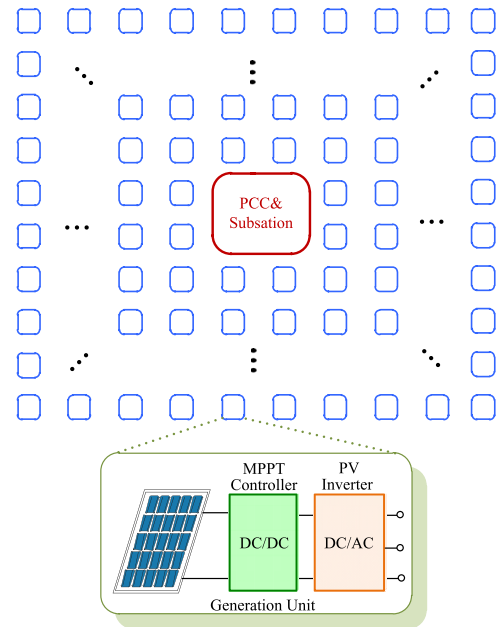 PCC&
Subsation
MPPT
Controller
PV
Inverter
DC/DC
DC/AC
Generation Unit